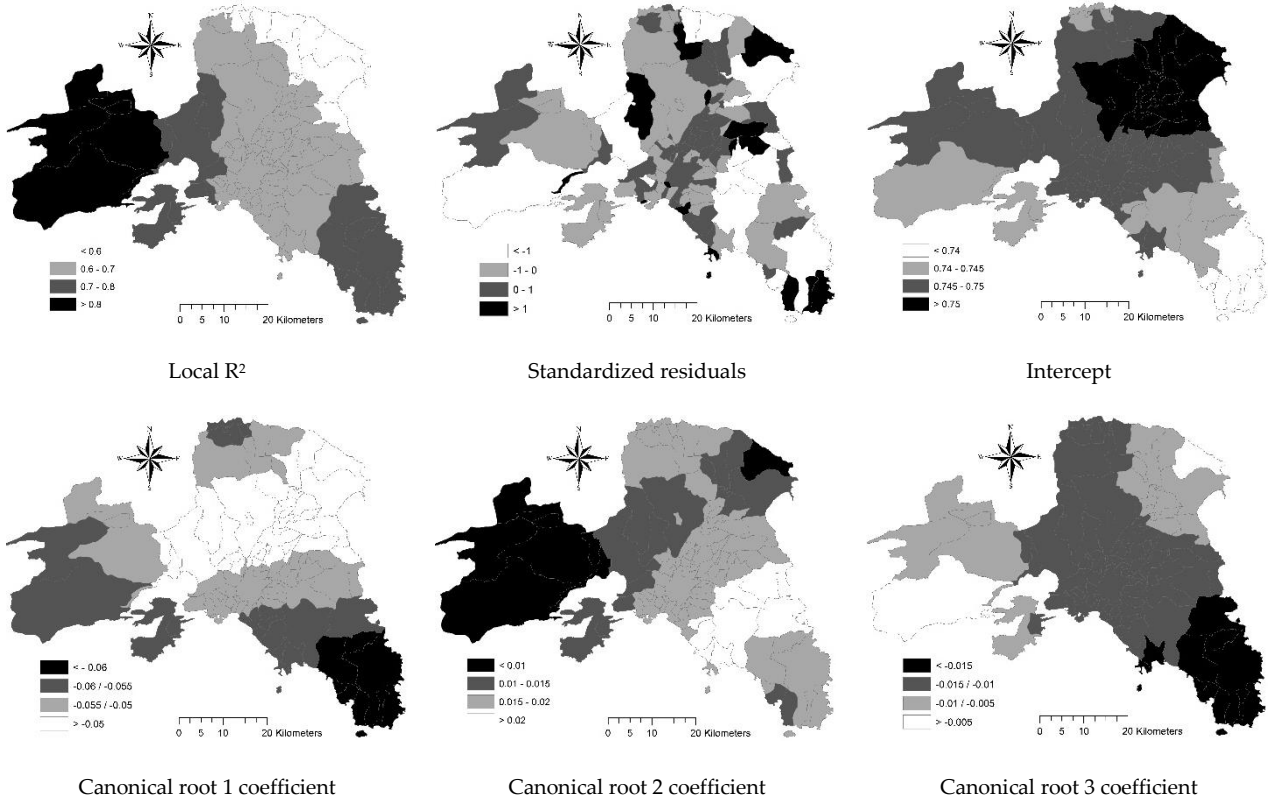 N
W E
S
< 0.6
0.6 - 0.7
0.7 - 0.8
> 0.8
0 5 10 20 Kilometers
Local R²
N
W E
S
< -1
-1 - 0
0 - 1
> 1
0 5 10 20 Kilometers
Standardized residuals
N
W E
S
< 0.74
0.74 - 0.745
0.745 - 0.75
> 0.75
0 5 10 20 Kilometers
Intercept
N
W E
S
< - 0.06
-0.06 / -0.055
-0.055 / -0.05
> -0.05
0 5 10 20 Kilometers
Canonical root 1 coefficient
N
W E
S
< 0.01
0.01 - 0.015
0.015 - 0.02
> 0.02
0 5 10 20 Kilometers
Canonical root 2 coefficient
N
W E
S
< -0.015
-0.015 / -0.01
-0.01 / -0.005
> -0.005
0 5 10 20 Kilometers
Canonical root 3 coefficient